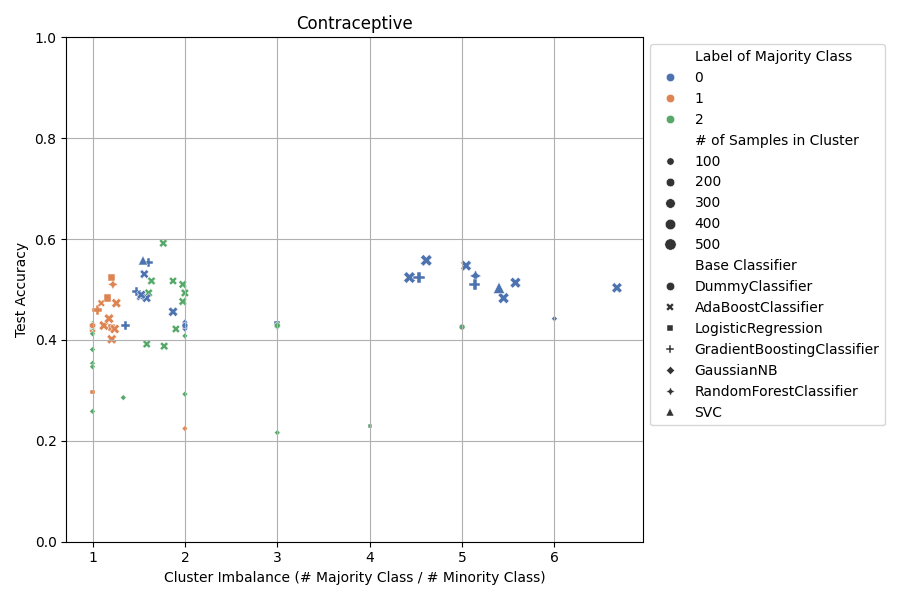 Contraceptive
1.0
0.8
0.6
0.4
0.2
0.0
Test Accuracy
1 2 3 4 5 6
Cluster Imbalance (# Majority Class / # Minority Class)
Label of Majority Class
0
1
2
# of Samples in Cluster
100
200
300
400
500
Base Classifier
DummyClassifier
AdaBoostClassifier
LogisticRegression
GradientBoostingClassifier
GaussianNB
RandomForestClassifier
SVC